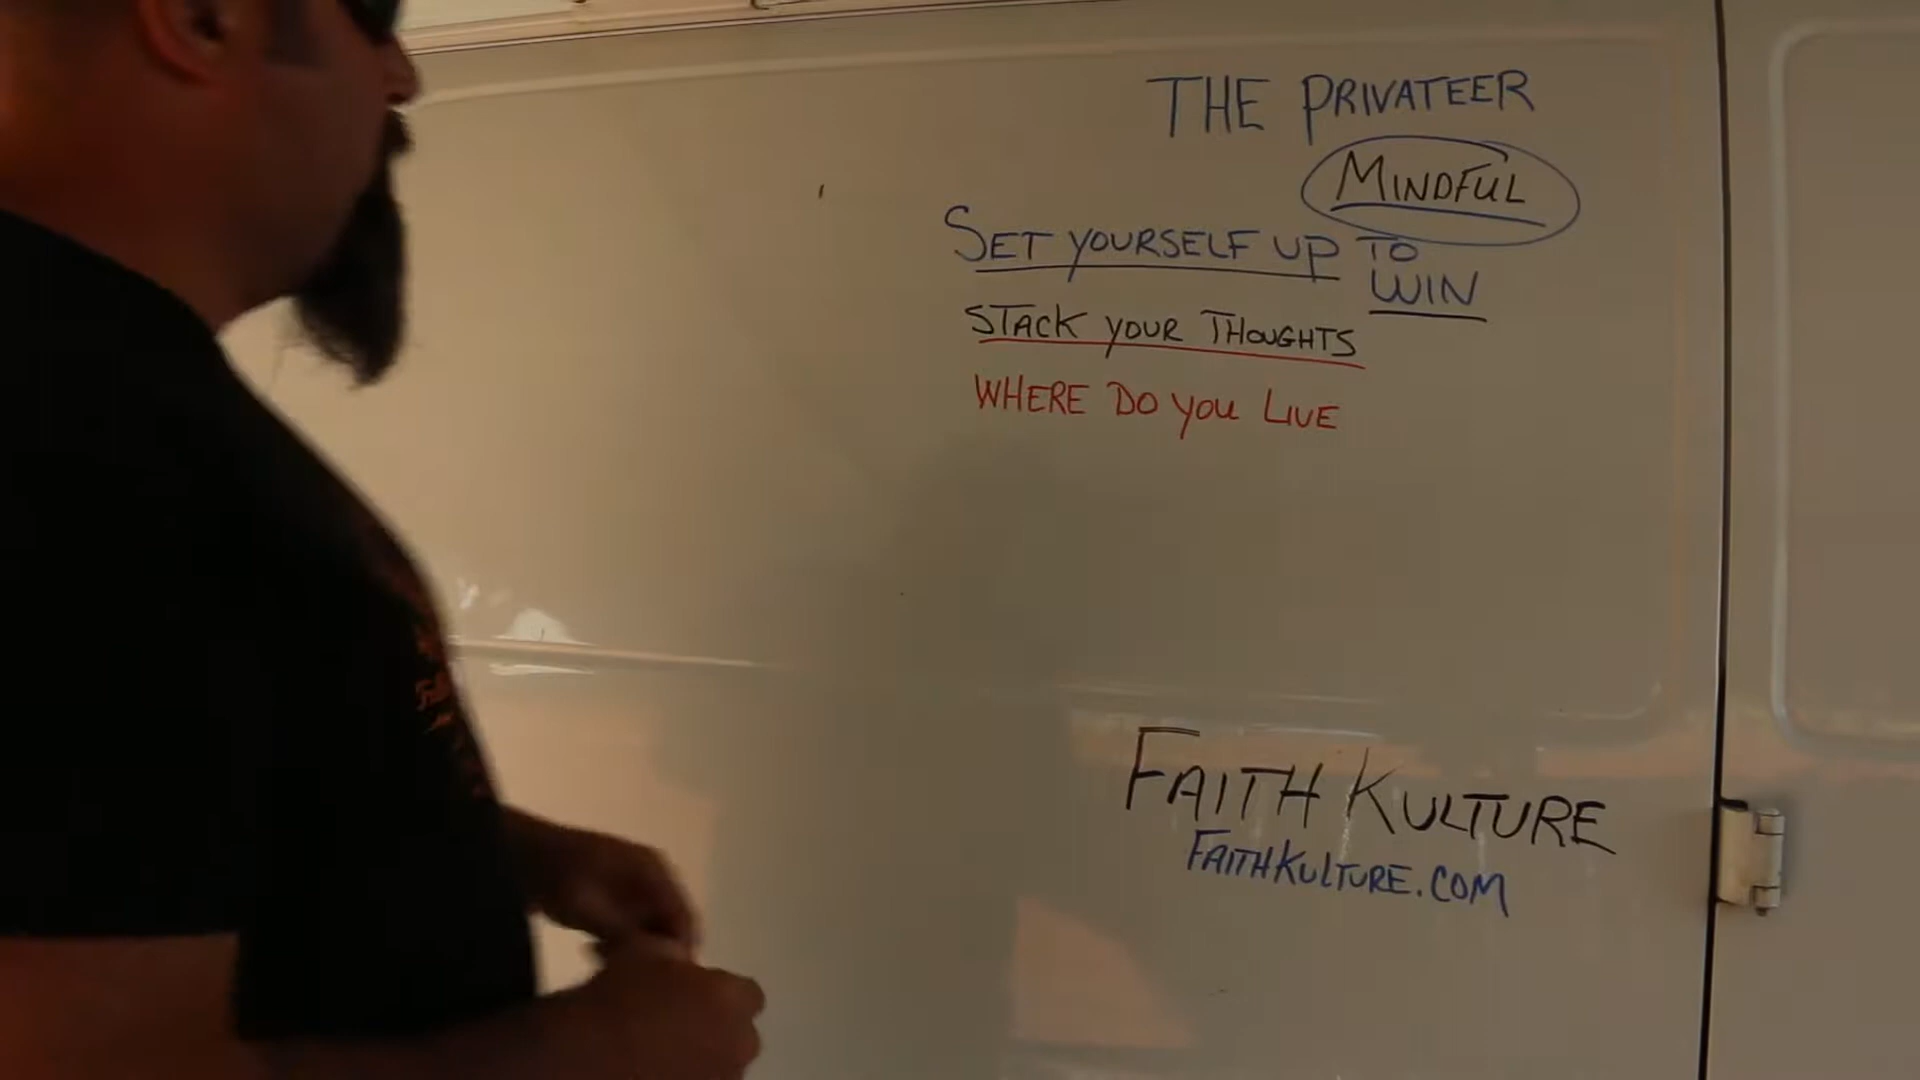 THE PRIVATEER
MINDFUL
SET YOURSELF UP TO
WIN
STACK YOUR THOUGHTS
WHERE DO YOU LIVE
FAITH KULTURE
FAITHKULTURE.COM